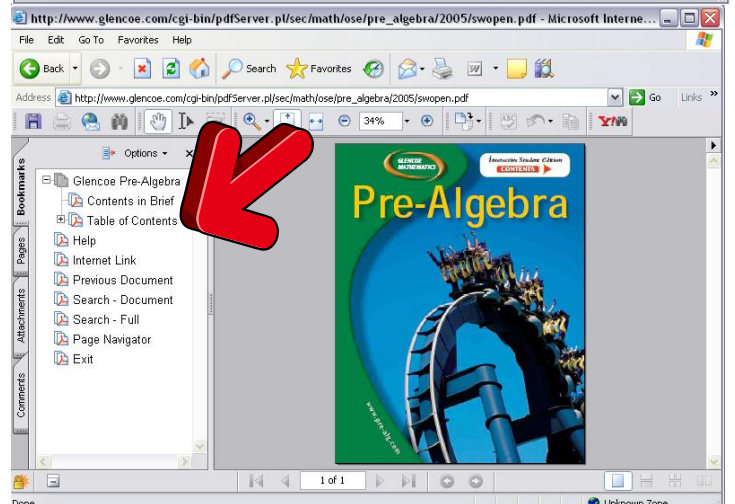 http://www.glencoe.com/cgi-bin/pdfServer.pl/sec/math/ose/pre_algebra/2005/swopen.pdf - Microsoft Interne...
File Edit Go To Favorites Help
Back Search Favorites
Address http://www.glencoe.com/cgi-bin/pdfServer.pl/sec/math/ose/pre_algebra/2005/swopen.pdf Go Links »
34% Y!
Options x
Bookmarks
Pages
Attachments
Comments
Glencoe Pre-Algebra
Contents in Brief
Table of Contents
Help
Internet Link
Previous Document
Search - Document
Search - Full
Page Navigator
Exit
GLENCOE
MATHEMATICS
Interactive Student Edition
CONTENTS
Pre-Algebra
www.pre-alg.com
1 of 1
Done Unknown Zone